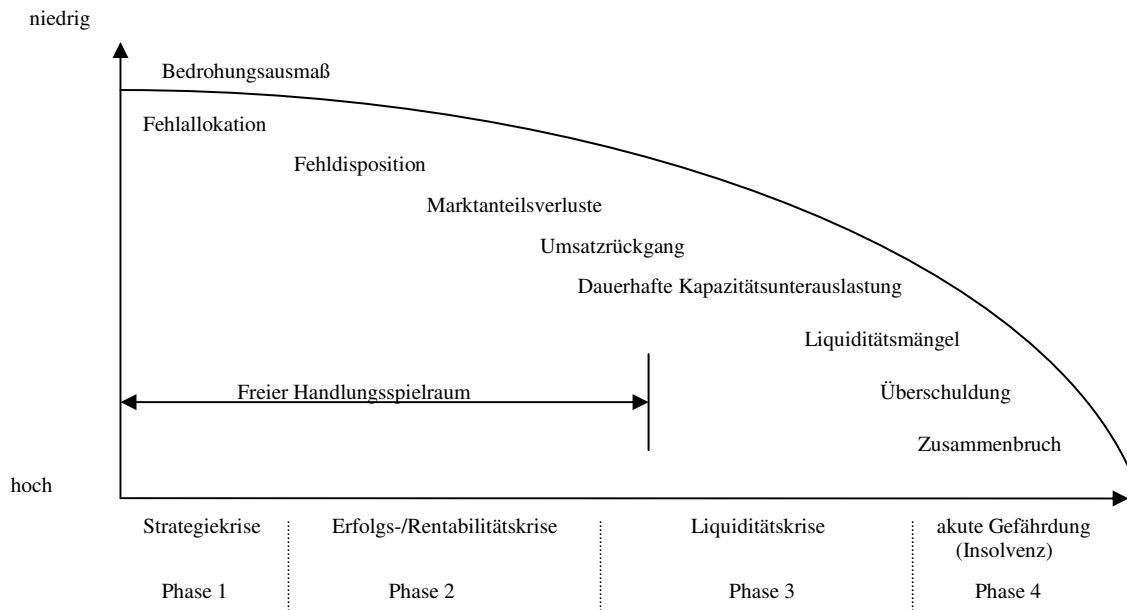 niedrig
Bedrohungsausmaß
Fehlallokation
Fehldisposition
Marktanteilsverluste
Umsatzrückgang
Dauerhafte Kapazitätsunterauslastung
Liquiditätsmängel
Freier Handlungsspielraum
Überschuldung
Zusammenbruch
hoch
Strategiekrise
Erfolgs-/Rentabilitätskrise
Liquiditätskrise
akute Gefährdung
(Insolvenz)
Phase 1
Phase 2
Phase 3
Phase 4